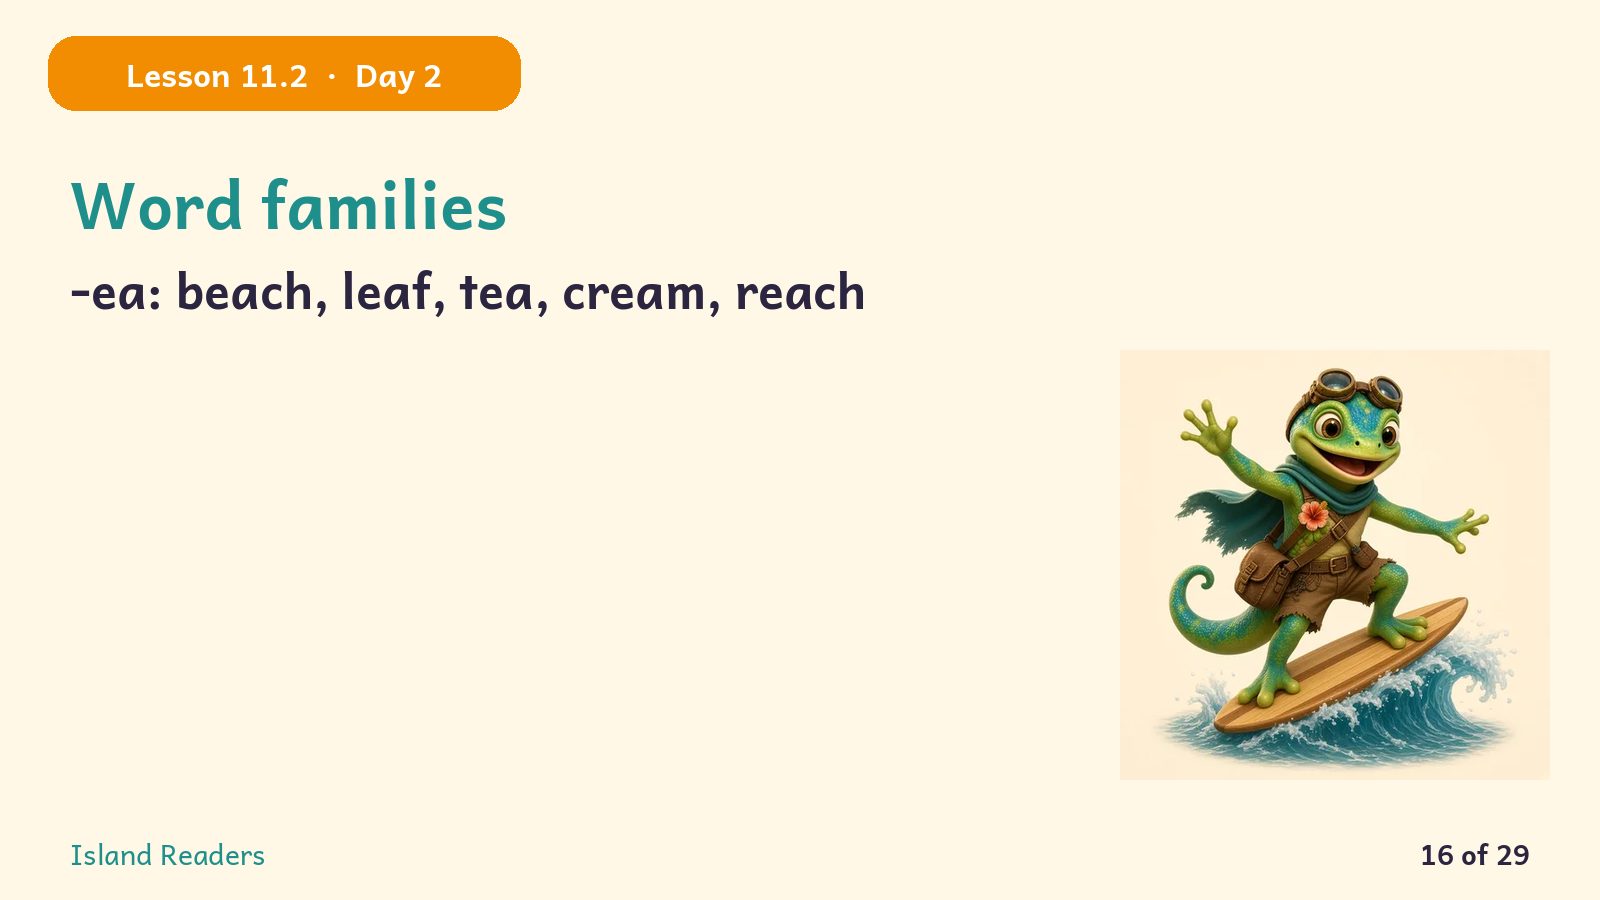 Lesson 11.2 · Day 2
Word families
-ea: beach, leaf, tea, cream, reach
Island Readers
16 of 29